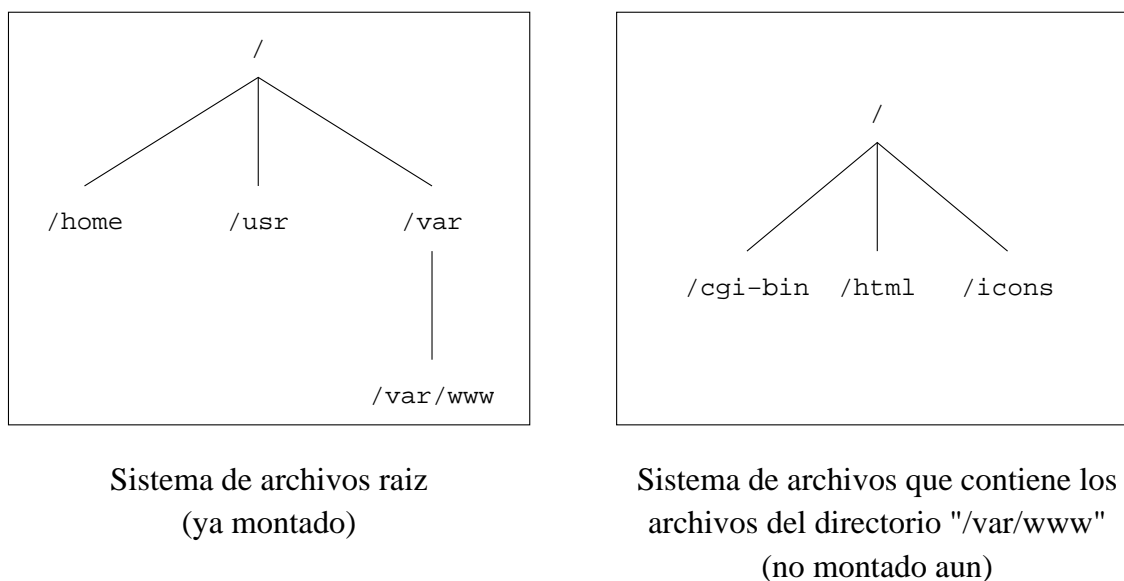 /
/home /usr /var
/var/www
Sistema de archivos raiz
(ya montado)
/
/cgi-bin /html /icons
Sistema de archivos que contiene los
archivos del directorio "/var/www"
(no montado aun)